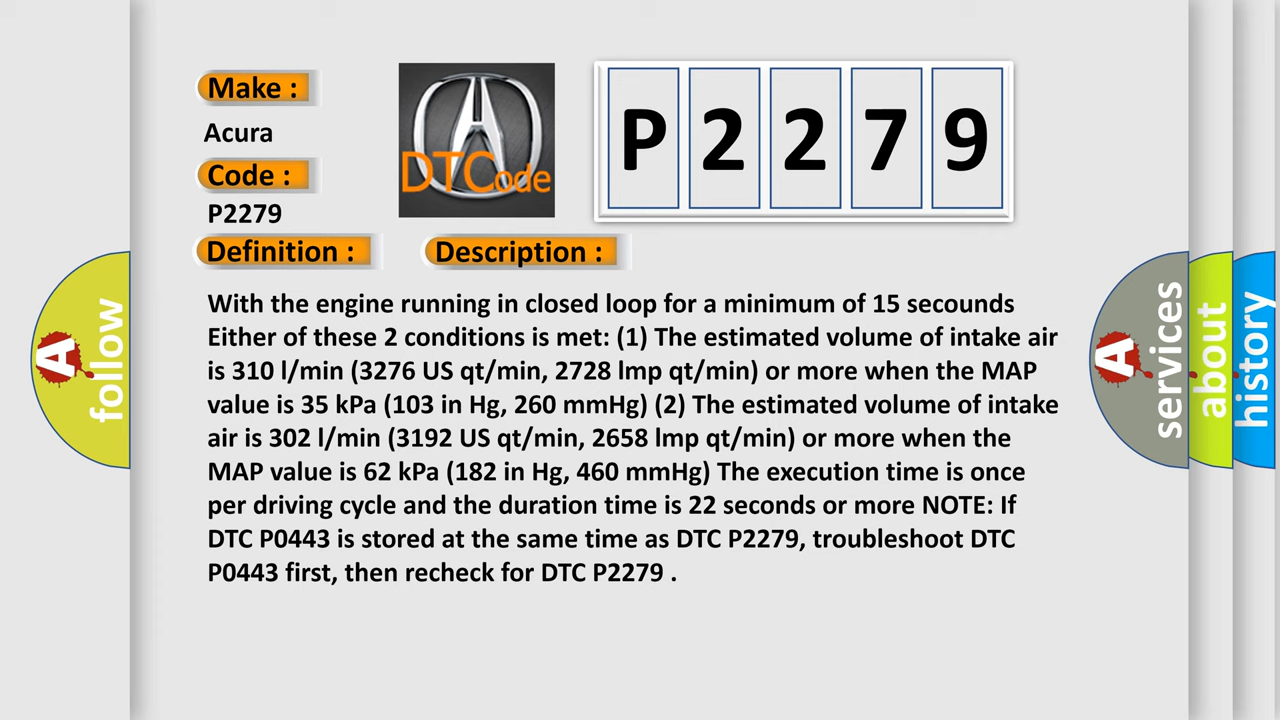 Make :
Acura
Code :
P2279
DTCode
P 2 2 7 9
Definition :
Description :
With the engine running in closed loop for a minimum of 15 secounds
Either of these 2 conditions is met: (1) The estimated volume of intake air
is 310 l/min (3276 US qt/min, 2728 lmp qt/min) or more when the MAP
value is 35 kPa (103 in Hg, 260 mmHg) (2) The estimated volume of intake
air is 302 l/min (3192 US qt/min, 2658 lmp qt/min) or more when the
MAP value is 62 kPa (182 in Hg, 460 mmHg) The execution time is once
per driving cycle and the duration time is 22 seconds or more NOTE: If
DTC P0443 is stored at the same time as DTC P2279, troubleshoot DTC
P0443 first, then recheck for DTC P2279 .
A
follow
A
services
about
history